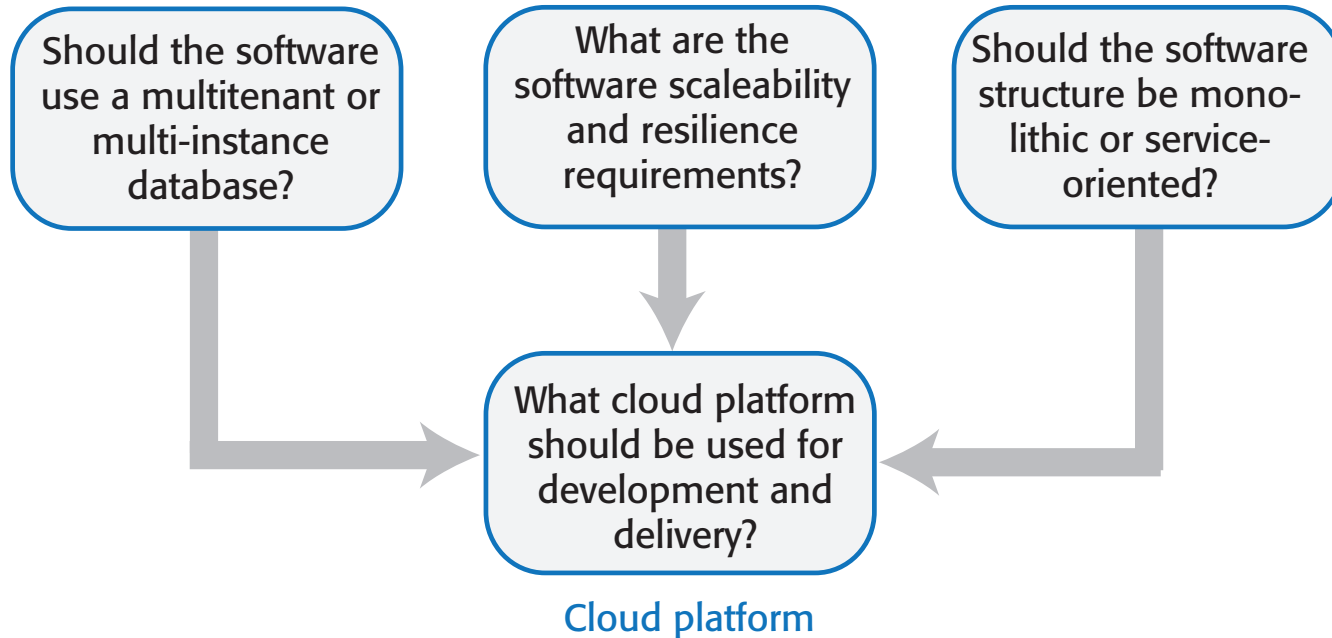 Should the software
use a multitenant or
multi-instance
database?
What are the
software scaleability
and resilience
requirements?
Should the software
structure be mono-
lithic or service-
oriented?
What cloud platform
should be used for
development and
delivery?
Cloud platform